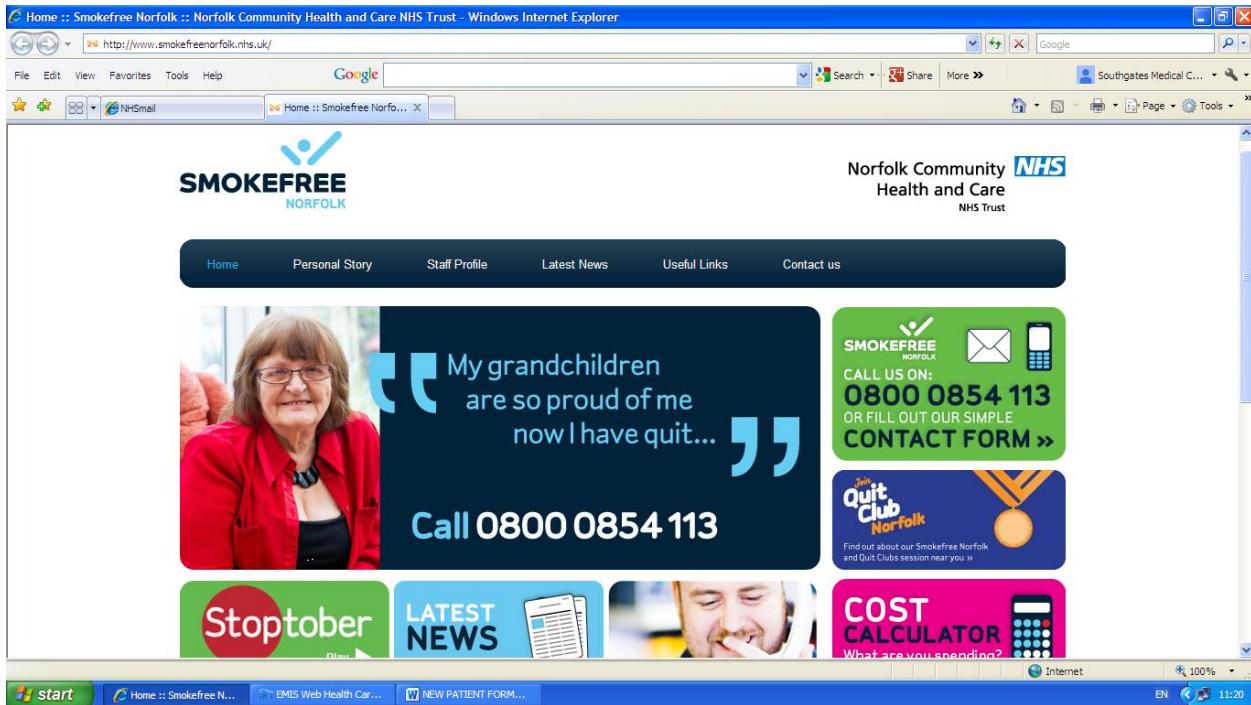 Home :: Smokefree Norfolk :: Norfolk Community Health and Care NHS Trust - Windows Internet Explorer
http://www.smokefreenorfolk.nhs.uk/
Google
File Edit View Favorites Tools Help
Google
Search
Share
More »
Southgates Medical C...
NHSmail
Home :: Smokefree Norfo...
Page
Tools
SMOKEFREE
NORFOLK
Norfolk Community NHS
Health and Care
NHS Trust
Home Personal Story Staff Profile Latest News Useful Links Contact us
My grandchildren
are so proud of me
now I have quit...
Call 0800 0854 113
SMOKEFREE
NORFOLK
CALL US ON:
0800 0854 113
OR FILL OUT OUR SIMPLE
CONTACT FORM »
Join
Quit
Club
Norfolk
Find out about our Smokefree Norfolk
and Quit Clubs session near you »
Stoptober
Play
LATEST
NEWS
COST
CALCULATOR
What are you spending?
Internet
100%
start
Home :: Smokefree N...
EMIS Web Health Car...
NEW PATIENT FORM...
EN
11:20